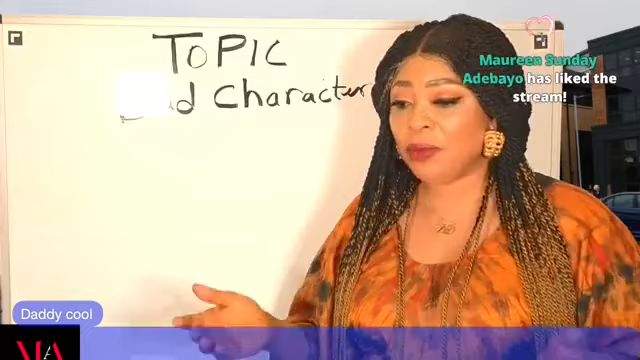 TOPIC
Character
Maureen Sunday
Adebayo has liked the
stream!
Daddy cool